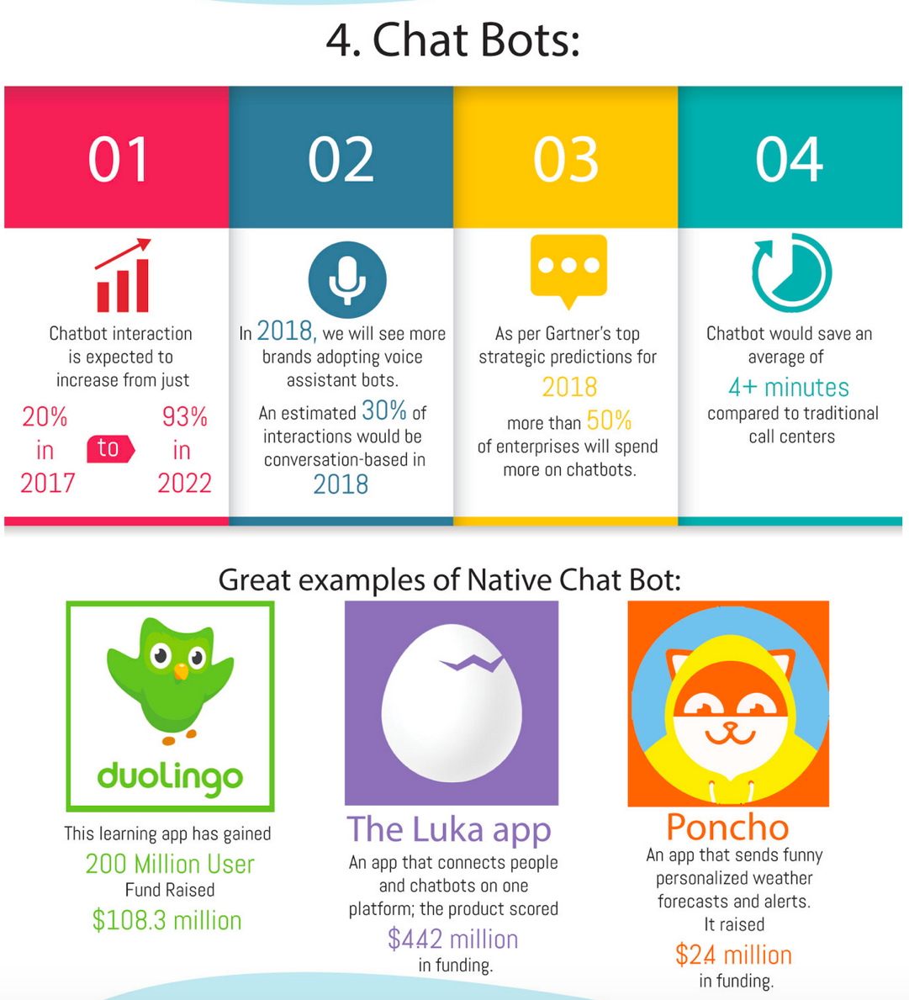 4. Chat Bots:
01
02
03
04
Chatbot interaction
is expected to
increase from just
20%
in
2017
to
93%
in
2022
In 2018, we will see more
brands adopting voice
assistant bots.
An estimated 30% of
interactions would be
conversation-based in
2018
As per Gartner's top
strategic predictions for
2018
more than 50%
of enterprises will spend
more on chatbots.
Chatbot would save an
average of
4+ minutes
compared to traditional
call centers
Great examples of Native Chat Bot:
duolingo
This learning app has gained
200 Million User
Fund Raised
$108.3 million
The Luka app
An app that connects people
and chatbots on one
platform; the product scored
$442 million
in funding.
Poncho
An app that sends funny
personalized weather
forecasts and alerts.
It raised
$24 million
in funding.